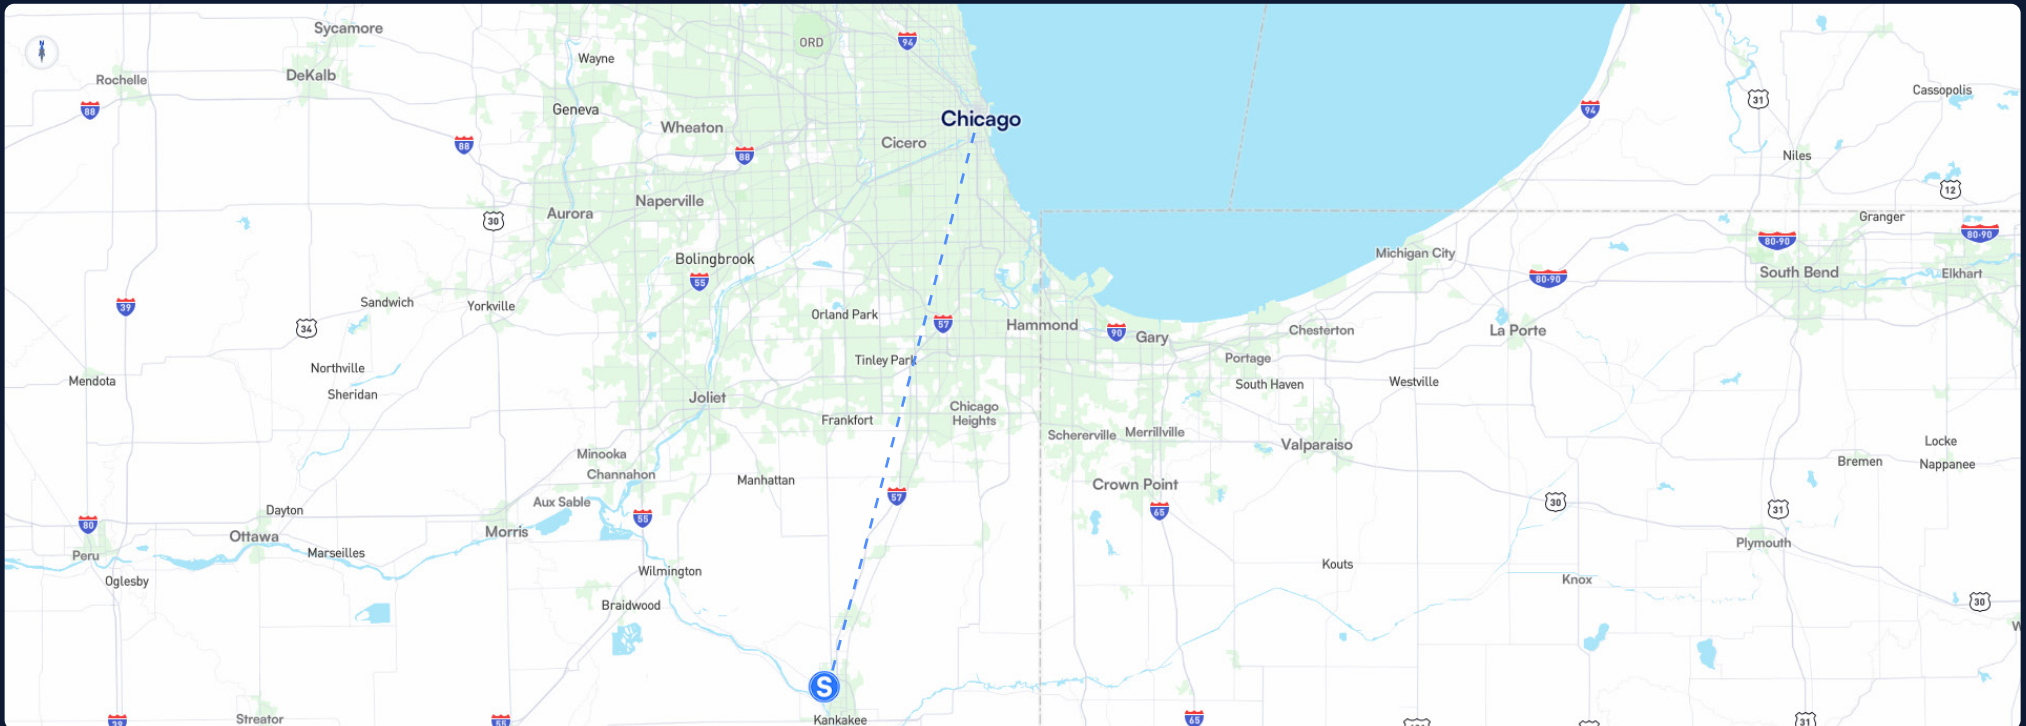 Sycamore
94
ORD
N
Wayne
Rochelle
DeKalb
88
Geneva
31
94
Cassopolis
Chicago
Wheaton
Cicero
88
88
Niles
12
Naperville
Aurora
30
Granger
80-90
80-90
Michigan City
Bolingbrook
South Bend
Elkhart
80-90
55
Sandwich
Yorkville
39
Orland Park
34
57
Hammond
90
Gary
Chesterton
La Porte
Tinley Park
Portage
Northville
Mendota
South Haven
Westville
Sheridan
Joliet
Chicago
Heights
Frankfort
Schererville
Merrillville
Valparaiso
Locke
Minooka
Bremen
Nappanee
Channahon
Manhattan
Crown Point
57
Aux Sable
30
Dayton
65
31
55
80
Morris
Ottawa
Plymouth
Marseilles
Peru
Kouts
Wilmington
Oglesby
Knox
Braidwood
30
S
Streator
Kankakee
55
65
31